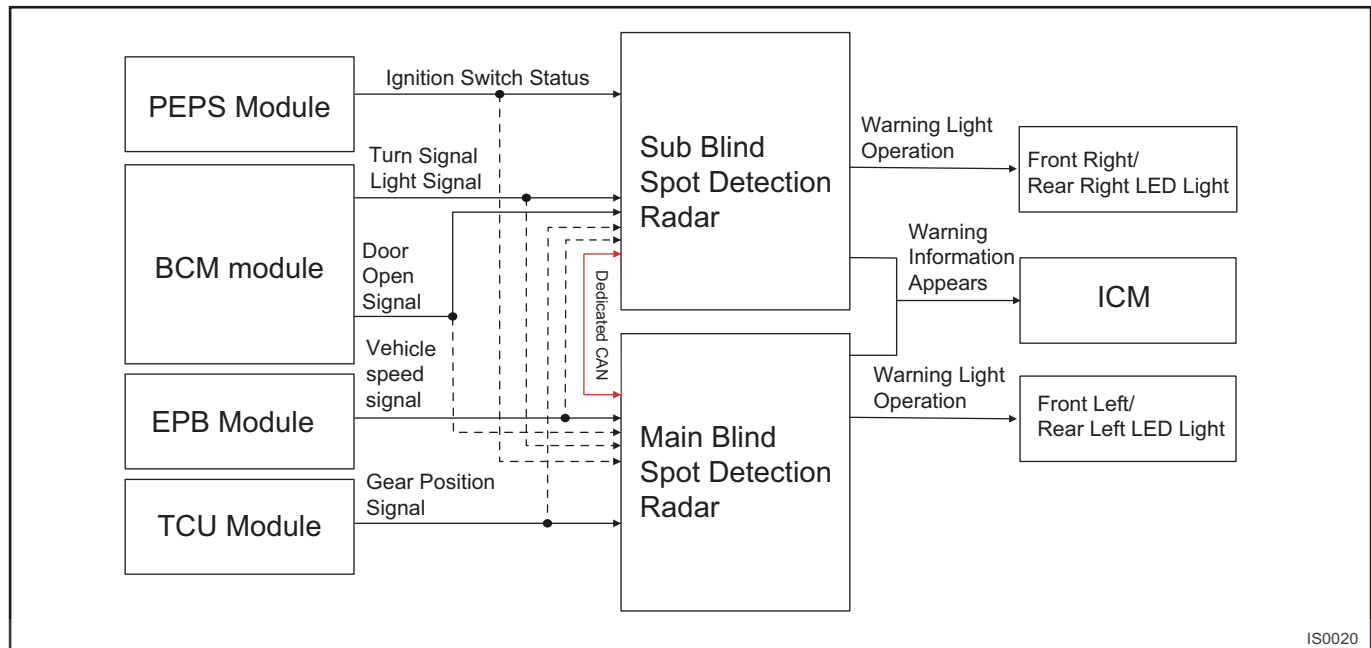 PEPS Module
Ignition Switch Status
BCM module
Turn Signal
Light Signal
Door
Open
Signal
EPB Module
Vehicle
speed
signal
TCU Module
Gear Position
Signal
Sub Blind
Spot Detection
Radar
Dedicated CAN
Main Blind
Spot Detection
Radar
Warning Light
Operation
Front Right/
Rear Right LED Light
Warning
Information
Appears
ICM
Warning Light
Operation
Front Left/
Rear Left LED Light
IS0020